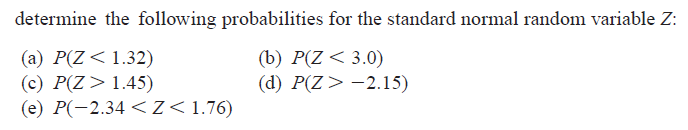 determine the following probabilities for the standard normal random variable Z:
(a) P(Z < 1.32) (b) P(Z < 3.0)
(c) P(Z > 1.45) (d) P(Z > −2.15)
(e) P(−2.34 < Z < 1.76)